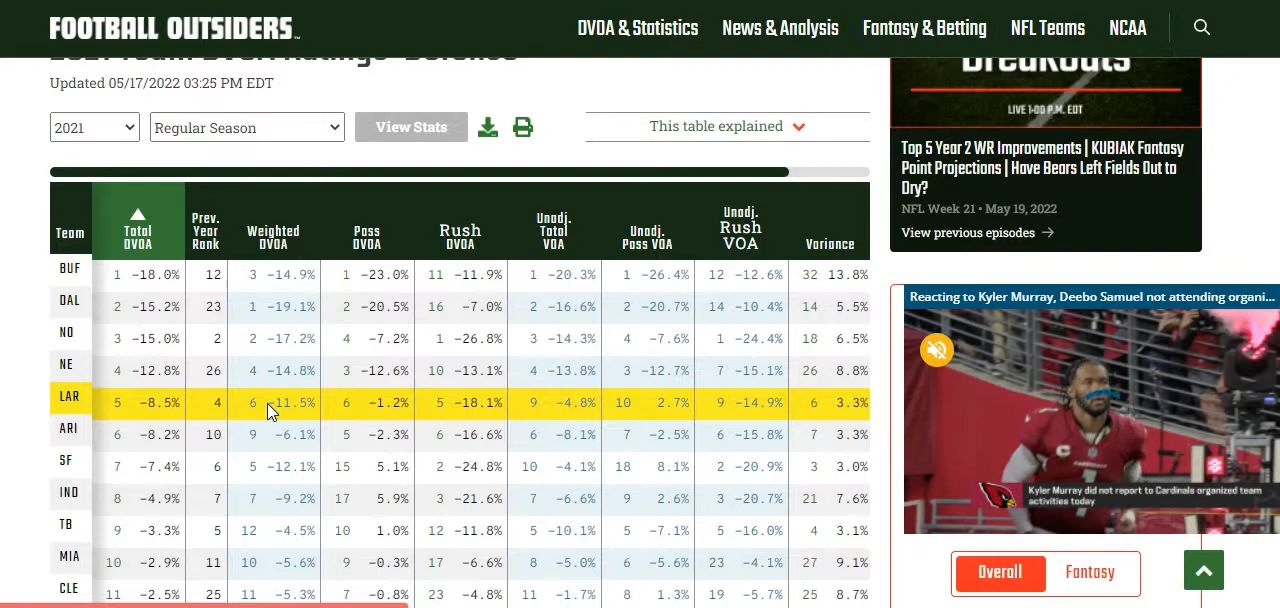 FOOTBALL OUTSIDERS™
DVOA & Statistics News & Analysis Fantasy & Betting NFL Teams NCAA
2021 Team DVOA Ratings Defense
Updated 05/17/2022 03:25 PM EDT
2021 Regular Season View Stats This table explained
Team Total DVOA Prev. Year Rank Weighted DVOA Pass DVOA Rush DVOA Unadj. Total VOA Unadj. Pass VOA Unadj. Rush VOA Variance
BUF 1 -18.0% 12 3 -14.9% 1 -23.0% 11 -11.9% 1 -20.3% 1 -26.4% 12 -12.6% 32 13.8%
DAL 2 -15.2% 23 1 -19.1% 2 -20.5% 16 -7.0% 2 -16.6% 2 -20.7% 14 -10.4% 14 5.5%
NO 3 -15.0% 2 2 -17.2% 4 -7.2% 1 -26.8% 3 -14.3% 4 -7.6% 1 -24.4% 18 6.5%
NE 4 -12.8% 26 4 -14.8% 3 -12.6% 10 -13.1% 4 -13.8% 3 -12.7% 7 -15.1% 26 8.8%
LAR 5 -8.5% 4 6 -11.5% 6 -1.2% 5 -18.1% 9 -4.8% 10 2.7% 9 -14.9% 6 3.3%
ARI 6 -8.2% 10 9 -6.1% 5 -2.3% 6 -16.6% 6 -8.1% 7 -2.5% 6 -15.8% 7 3.3%
SF 7 -7.4% 6 5 -12.1% 15 5.1% 2 -24.8% 10 -4.1% 18 8.1% 2 -20.9% 3 3.0%
IND 8 -4.9% 7 7 -9.2% 17 5.9% 3 -21.6% 7 -6.6% 9 2.6% 3 -20.7% 21 7.6%
TB 9 -3.3% 5 12 -4.5% 10 1.0% 12 -11.8% 5 -10.1% 5 -7.1% 5 -16.0% 4 3.1%
MIA 10 -2.9% 11 10 -5.6% 9 -0.3% 17 -6.6% 8 -5.0% 6 -5.6% 23 -4.1% 27 9.1%
CLE 11 -2.5% 25 11 -5.3% 7 -0.8% 23 -4.8% 11 -1.7% 8 1.3% 19 -5.7% 25 8.7%
Breakouts
LIVE 1:00 P.M. EDT
Top 5 Year 2 WR Improvements | KUBIAK Fantasy
Point Projections | Have Bears Left Fields Out to
Dry?
NFL Week 21 • May 19, 2022
View previous episodes →
Reacting to Kyler Murray, Deebo Samuel not attending organi...
Kyler Murray did not report to Cardinals organized team
activities today
Overall Fantasy